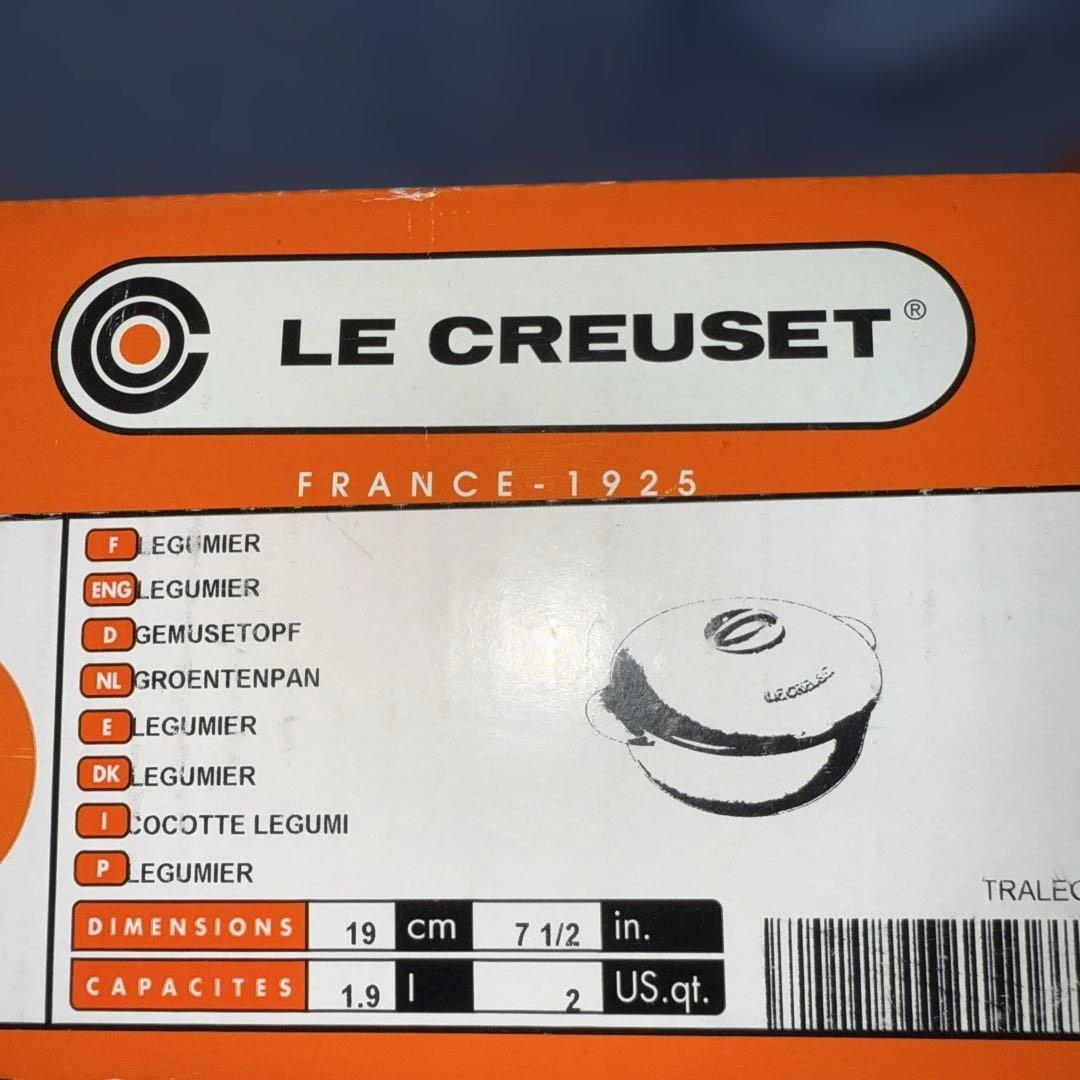 LE CREUSET®
FRANCE - 1925
F LEGUMIER
ENG LEGUMIER
D GEMUSETOPF
NL GROENTENPAN
E LEGUMIER
DK LEGUMIER
I COCOTTE LEGUMI
P LEGUMIER
TRALEC
DIMENSIONS 19 cm 7 1/2 in.
CAPACITES 1.9 l 2 US.qt.